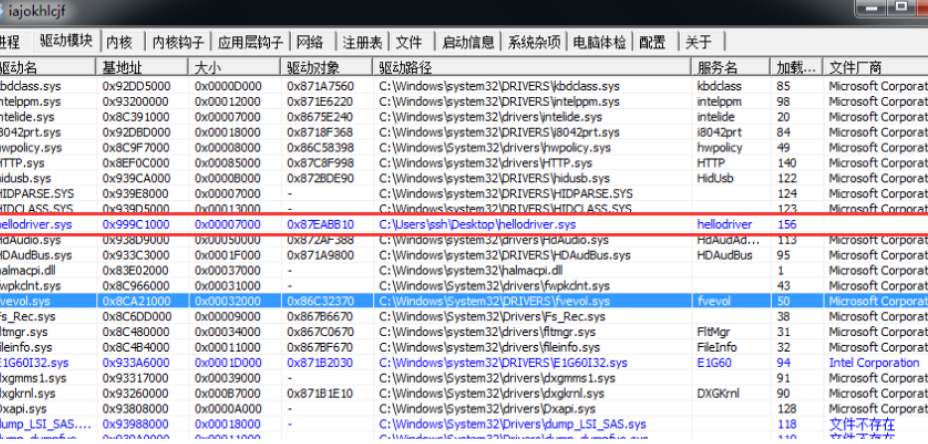 iajokhlcjf
进程 驱动模块 内核 内核钩子 应用层钩子 网络 注册表 文件 启动信息 系统杂项 电脑体检 配置 关于
驱动名 基地址 大小 驱动对象 驱动路径 服务名 加载... 文件厂商
kbdclass.sys 0x92DD5000 0x0000D000 0x871A7560 C:\Windows\system32\DRIVERS\kbdclass.sys kbdclass 85 Microsoft Corporat
intelppm.sys 0x93200000 0x00012000 0x871E6220 C:\Windows\system32\DRIVERS\intelppm.sys intelppm 98 Microsoft Corporat
intelide.sys 0x8C391000 0x00007000 0x8675E240 C:\Windows\system32\drivers\intelide.sys intelide 20 Microsoft Corporat
i8042prt.sys 0x92DBD000 0x00018000 0x8718F368 C:\Windows\system32\DRIVERS\i8042prt.sys i8042prt 84 Microsoft Corporat
hwpolicy.sys 0x8C9F7000 0x00008000 0x86C58398 C:\Windows\System32\drivers\hwpolicy.sys hwpolicy 49 Microsoft Corporat
HTTP.sys 0x8EF0C000 0x00085000 0x87C8F998 C:\Windows\system32\drivers\HTTP.sys HTTP 140 Microsoft Corporat
hidusb.sys 0x939CA000 0x0000B000 0x872BDE90 C:\Windows\system32\drivers\hidusb.sys HidUsb 122 Microsoft Corporat
HIDPARSE.SYS 0x939E8000 0x00007000 - C:\Windows\system32\drivers\HIDPARSE.SYS 124 Microsoft Corporat
HIDCLASS.SYS 0x939D5000 0x00013000 - C:\Windows\system32\drivers\HIDCLASS.SYS 123 Microsoft Corporat
hellodriver.sys 0x999C1000 0x00007000 0x87EABB10 C:\Users\ssh\Desktop\hellodriver.sys hellodriver 156
HdAudio.sys 0x938D9000 0x00050000 0x872AF388 C:\Windows\system32\drivers\HdAudio.sys HdAudAd... 113 Microsoft Corporat
HDAudBus.sys 0x933C3000 0x0001F000 0x871A9800 C:\Windows\system32\DRIVERS\HDAudBus.sys HDAudBus 95 Microsoft Corporat
halmacpi.dll 0x83E02000 0x00037000 - C:\Windows\system32\halmacpi.dll 1 Microsoft Corporat
fwpkclnt.sys 0x8C966000 0x00031000 - C:\Windows\System32\drivers\fwpkclnt.sys 43 Microsoft Corporat
fvevol.sys 0x8CA21000 0x00032000 0x86C32370 C:\Windows\System32\DRIVERS\fvevol.sys fvevol 50 Microsoft Corporat
Fs_Rec.sys 0x8C6DD000 0x00009000 0x867B6670 C:\Windows\System32\Drivers\Fs_Rec.sys 38 Microsoft Corporat
fltmgr.sys 0x8C480000 0x00034000 0x867C0670 C:\Windows\system32\drivers\fltmgr.sys FltMgr 31 Microsoft Corporat
fileinfo.sys 0x8C4B4000 0x00011000 0x867BF670 C:\Windows\system32\drivers\fileinfo.sys FileInfo 32 Microsoft Corporat
E1G60I32.sys 0x933A6000 0x0001D000 0x871B2030 C:\Windows\system32\DRIVERS\E1G60I32.sys E1G60 94 Intel Corporation
dxgmms1.sys 0x93317000 0x00039000 - C:\Windows\System32\drivers\dxgmms1.sys 91 Microsoft Corporat
dxgkrnl.sys 0x93260000 0x000B7000 0x871B1E10 C:\Windows\System32\drivers\dxgkrnl.sys DXGKrnl 90 Microsoft Corporat
Dxapi.sys 0x93808000 0x0000A000 - C:\Windows\System32\drivers\Dxapi.sys 128 Microsoft Corporat
dump_LSI_SAS.... 0x93988000 0x00018000 - C:\Windows\System32\Drivers\dump_LSI_SAS.sys 118 文件不存在